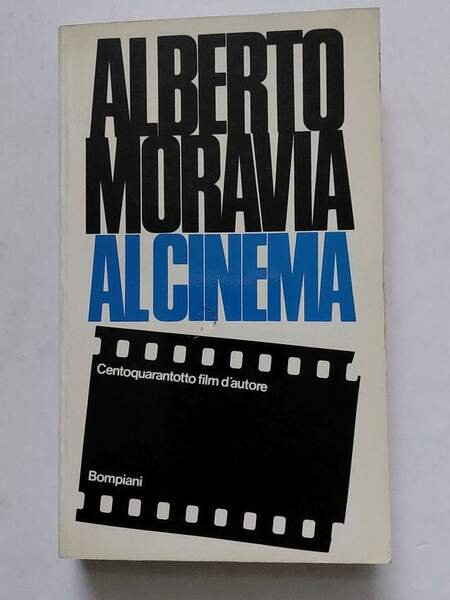 ALBERTO
MORAVIA
AL CINEMA
Centoquarantotto film d'autore
Bompiani